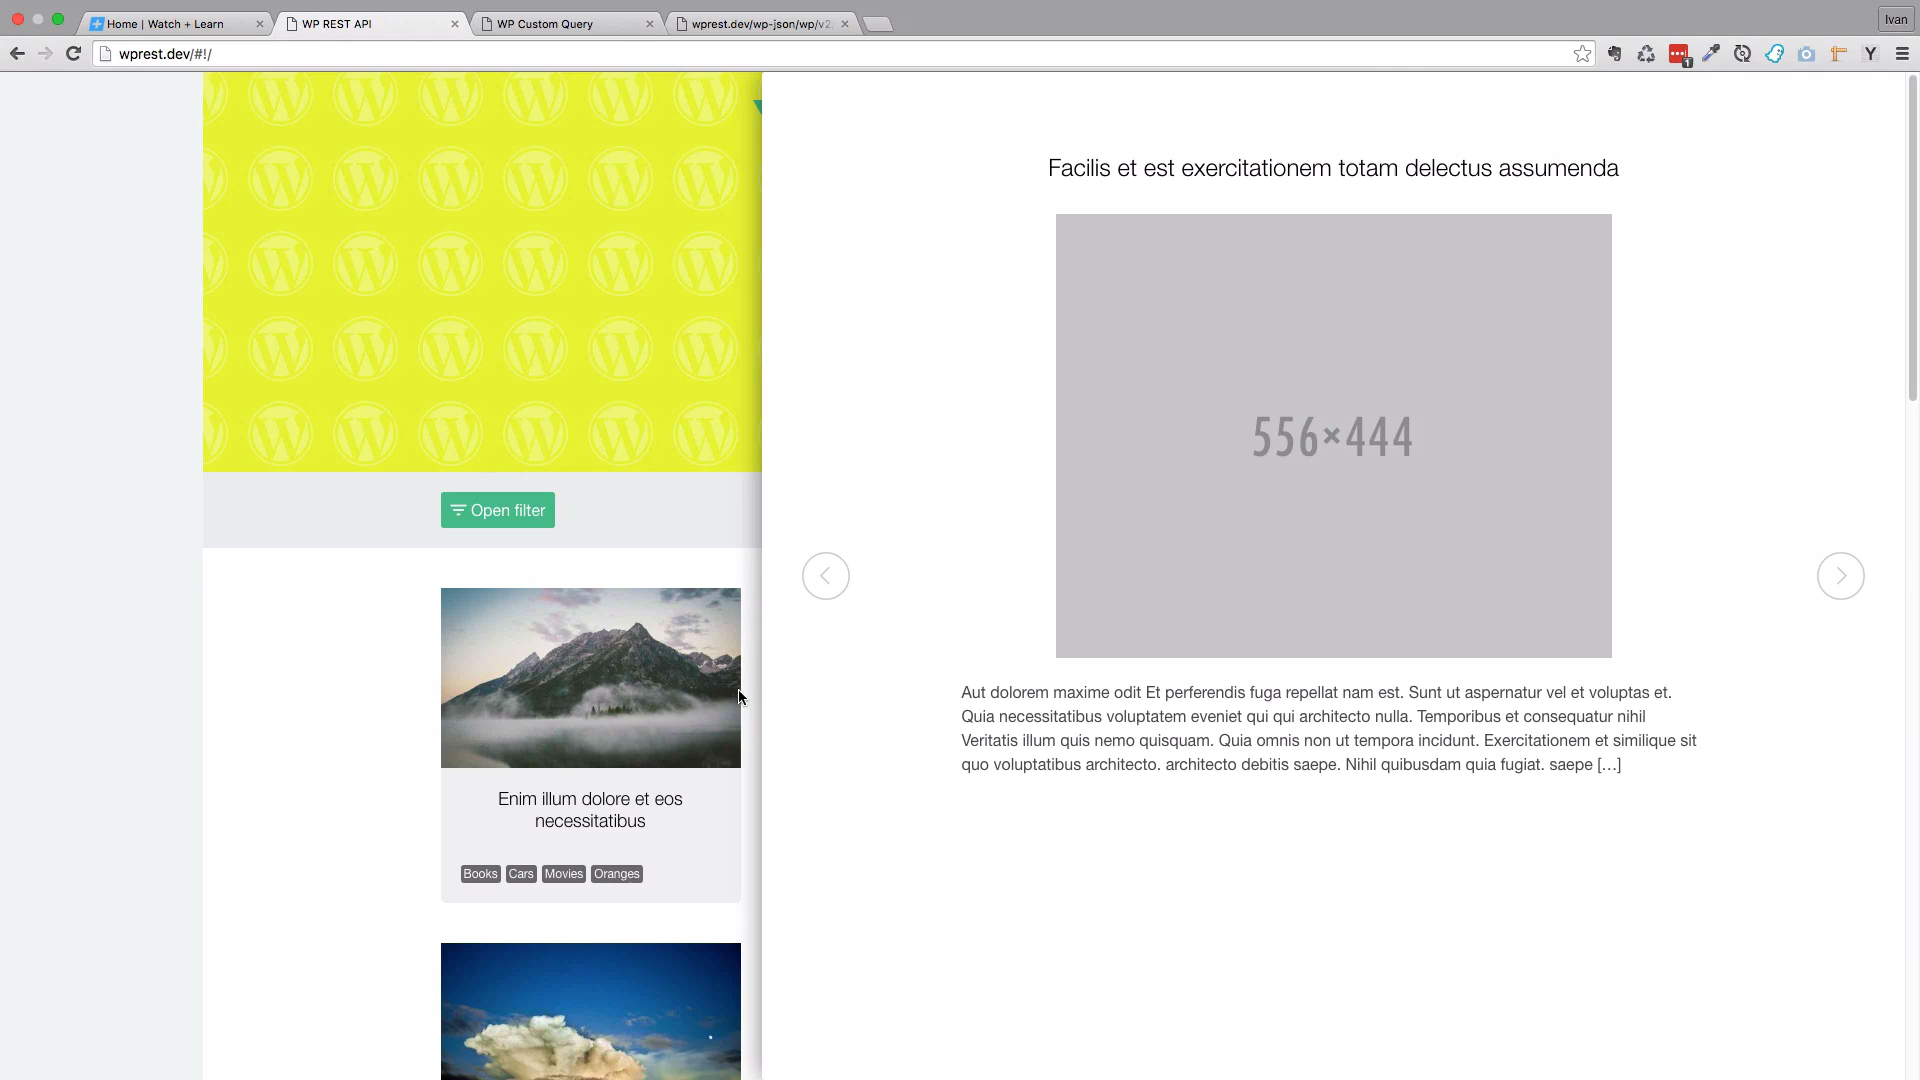 Home | Watch + Learn
WP REST API
WP Custom Query
wprest.dev/wp-json/wp/v2
Ivan
wprest.dev/#!/
1
Y
Facilis et est exercitationem totam delectus assumenda
556×444
Open filter
Aut dolorem maxime odit Et perferendis fuga repellat nam est. Sunt ut aspernatur vel et voluptas et.
Quia necessitatibus voluptatem eveniet qui qui architecto nulla. Temporibus et consequatur nihil
Veritatis illum quis nemo quisquam. Quia omnis non ut tempora incidunt. Exercitationem et similique sit
quo voluptatibus architecto. architecto debitis saepe. Nihil quibusdam quia fugiat. saepe […]
Enim illum dolore et eos
necessitatibus
Books Cars Movies Oranges